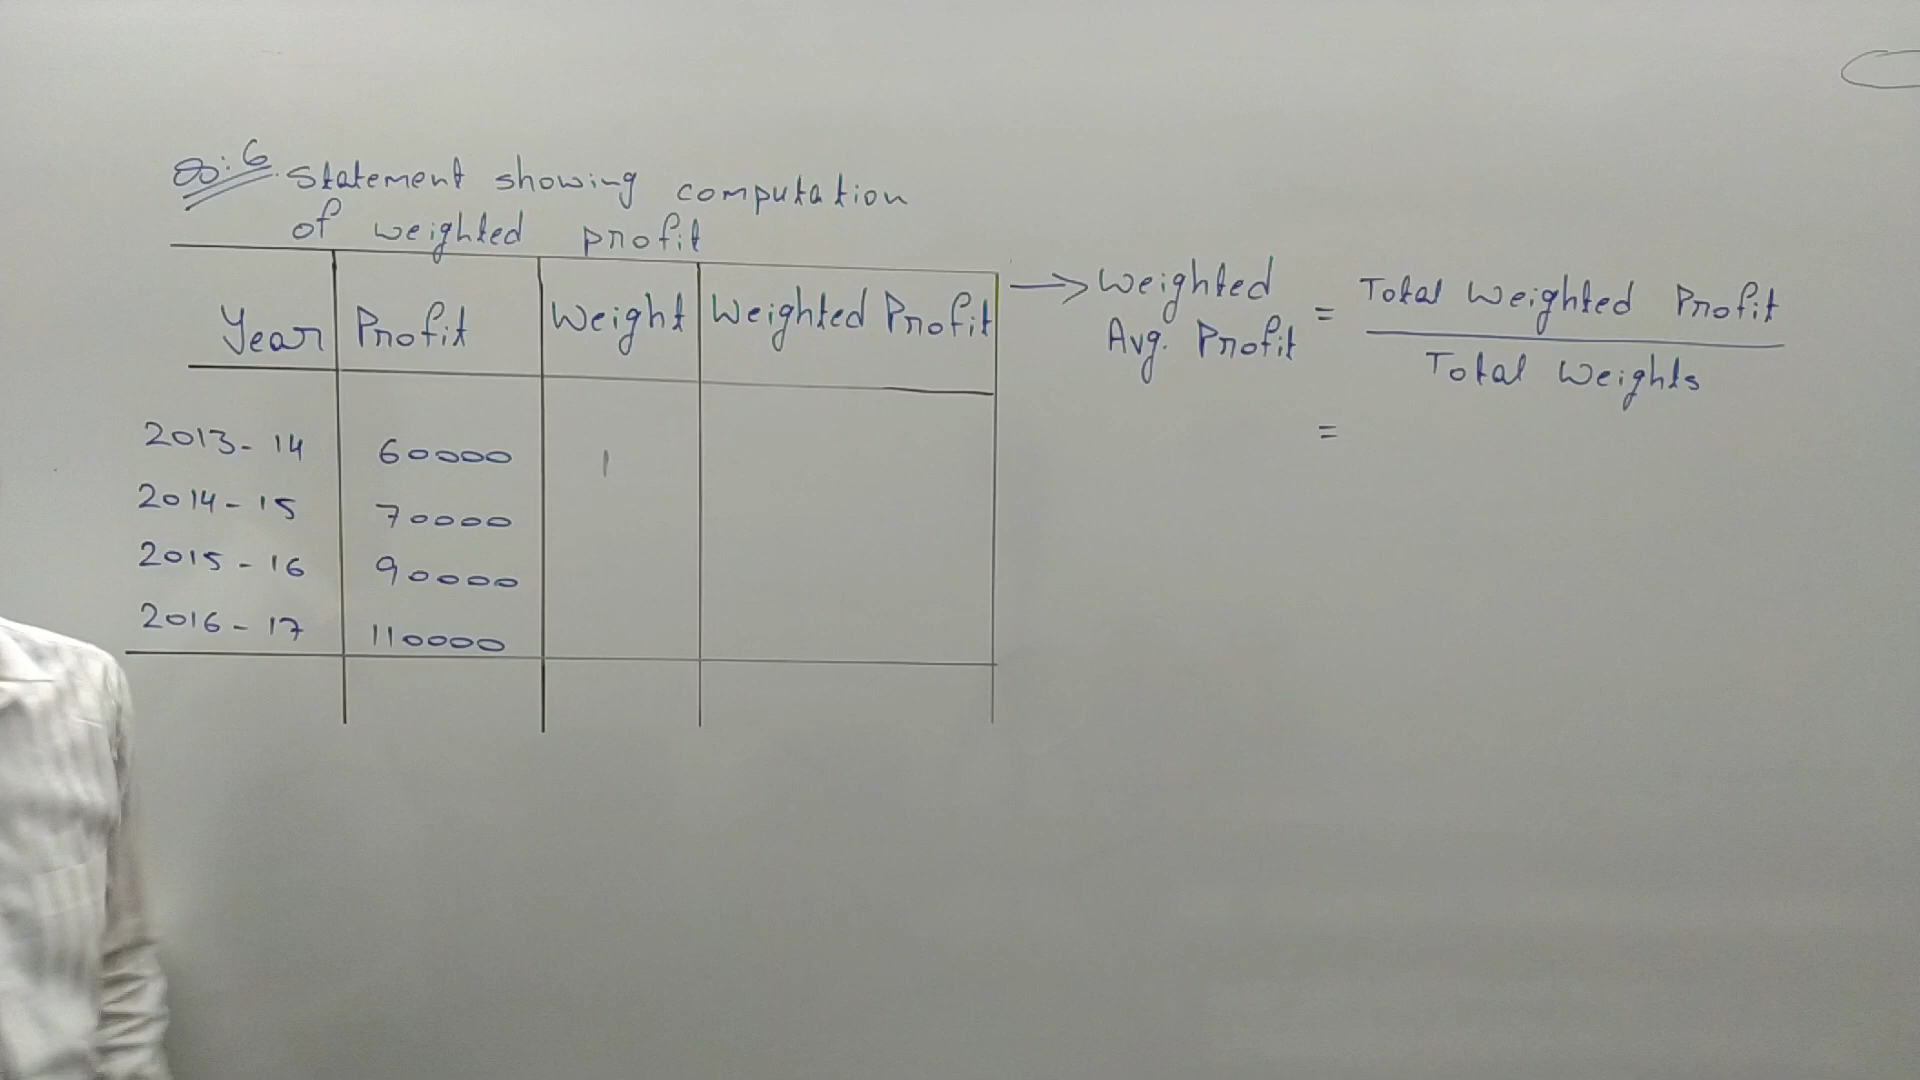 Statement showing computation
of weighted profit
Year Profit Weight Weighted Profit
2013-14 60000 1
2014-15 70000
2015-16 90000
2016-17 110000
→ Weighted Avg. Profit = Total Weighted Profit
Total Weights
=